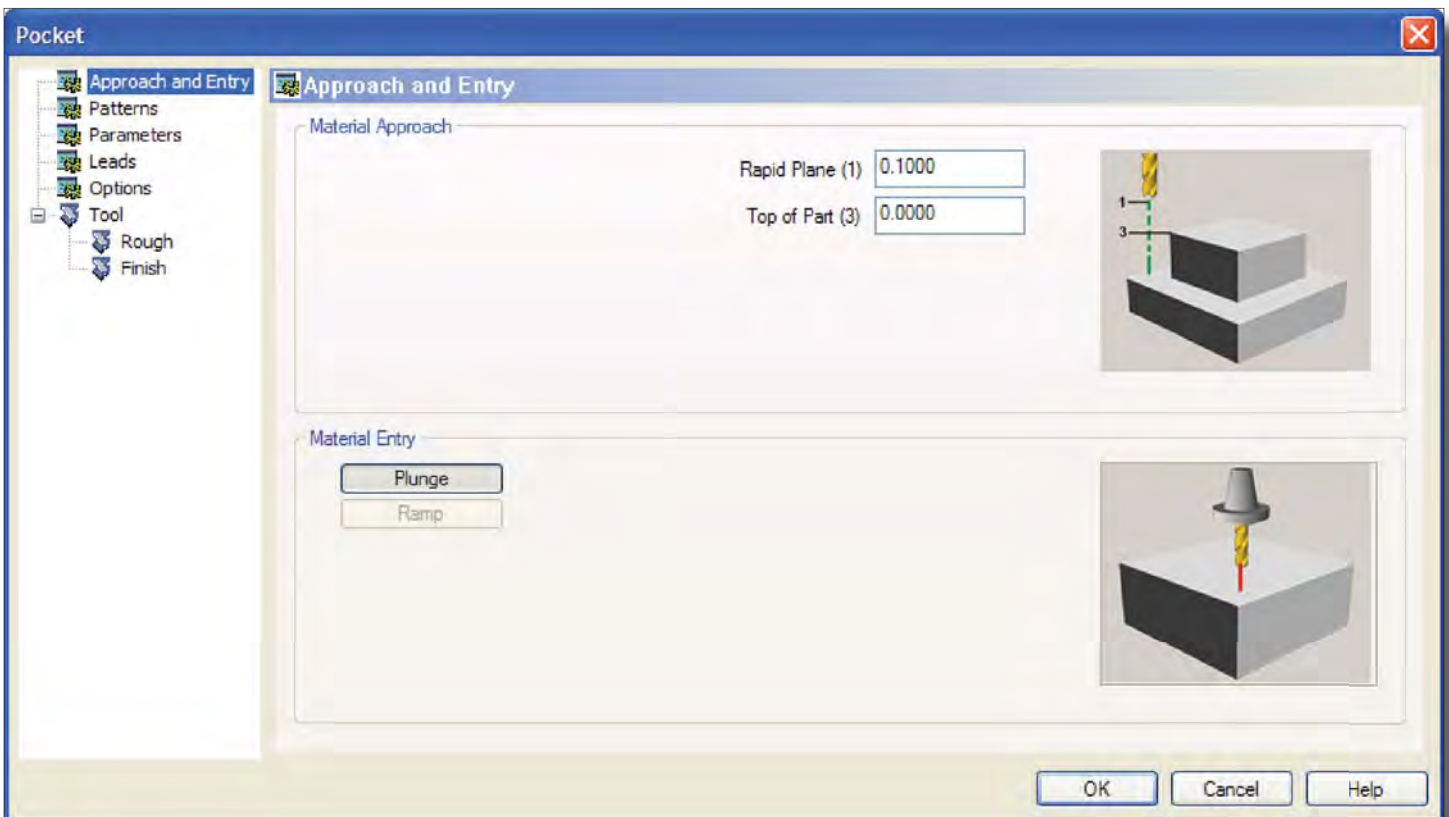 Pocket
Approach and Entry
Patterns
Parameters
Leads
Options
Tool
Rough
Finish
Approach and Entry
Material Approach
Rapid Plane (1) 0.1000
Top of Part (3) 0.0000
1
3
Material Entry
Plunge
Ramp
OK Cancel Help